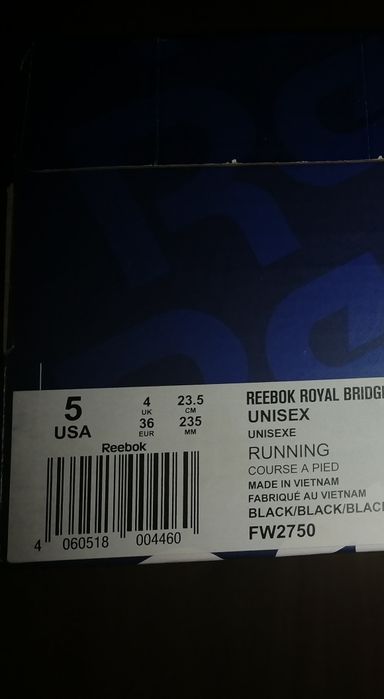 5
USA
4
UK
36
EUR
23.5
CM
235
MM
Reebok
4 060518 004460
REEBOK ROYAL BRIDGE
UNISEX
UNISEXE
RUNNING
COURSE A PIED
MADE IN VIETNAM
FABRIQUÉ AU VIETNAM
BLACK/BLACK/BLAC
FW2750